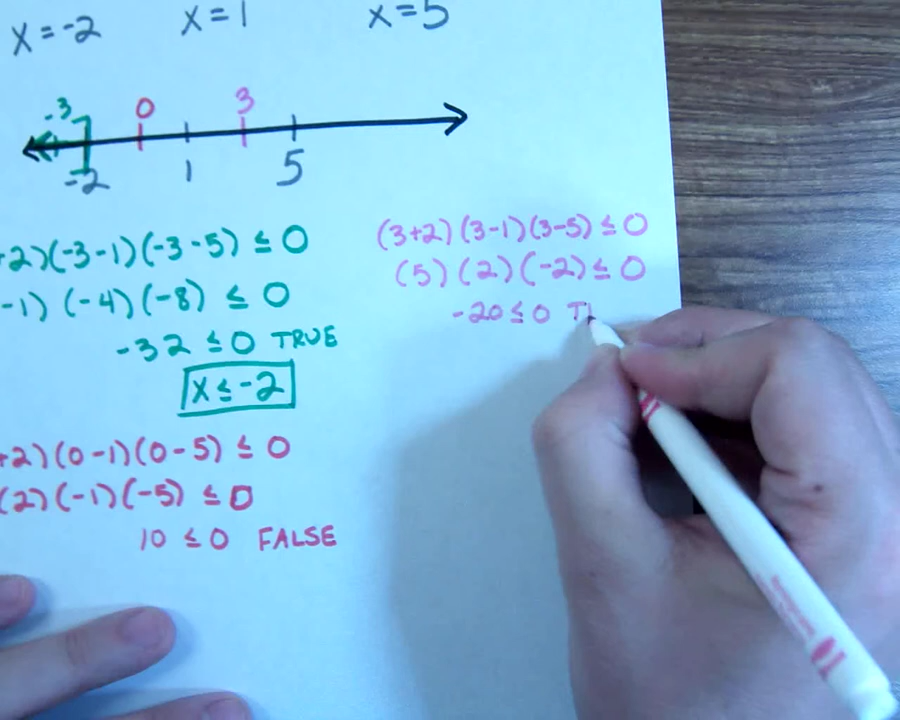 x=-2 x=1 x=5
-3 0 3
-2 1 5
+2)(-3-1)(-3-5) ≤ 0
-1) (-4)(-8) ≤ 0
-32 ≤ 0 TRUE
x ≤ -2
+2)(0-1)(0-5) ≤ 0
(2)(-1)(-5) ≤ 0
10 ≤ 0 FALSE
(3+2)(3-1)(3-5) ≤ 0
(5)(2)(-2) ≤ 0
-20 ≤ 0